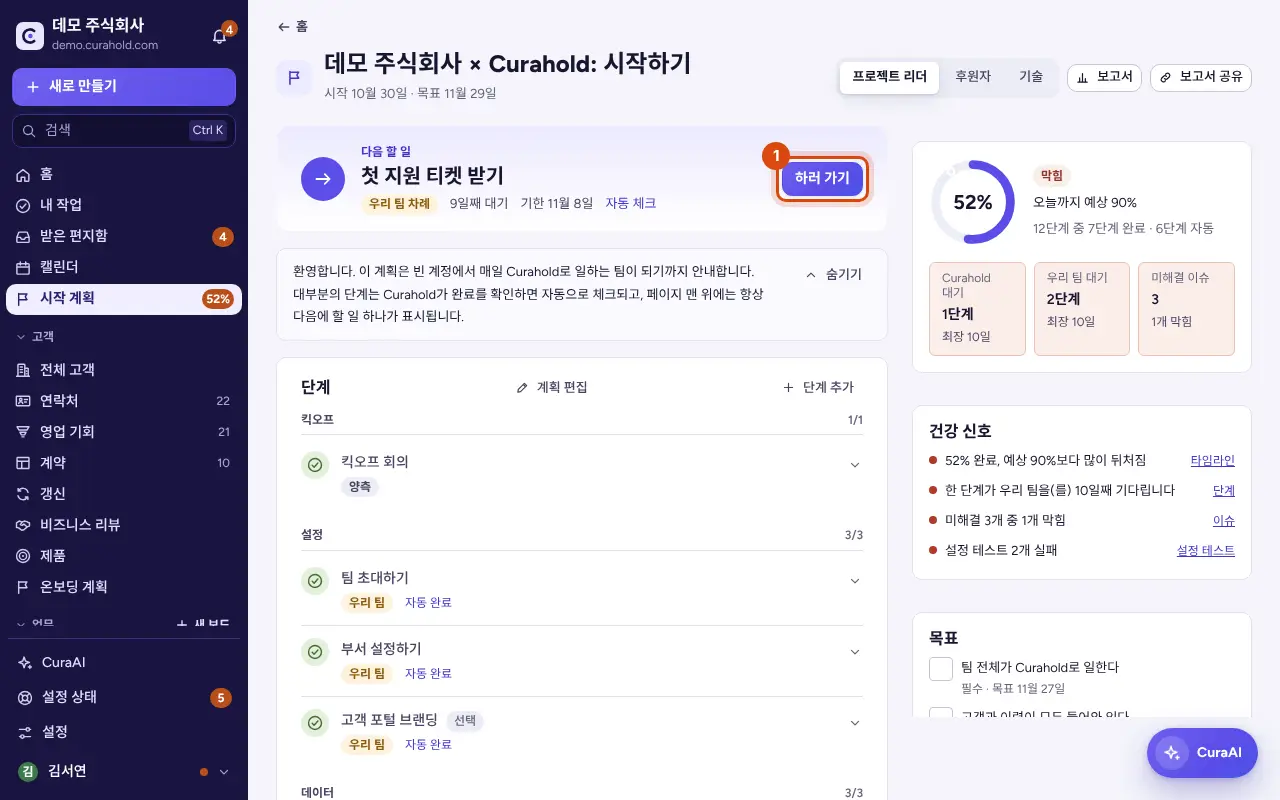 데모 주식회사
demo.curahold.com
4
새로 만들기
검색
Ctrl K
홈
내 작업
받은 편지함
4
캘린더
시작 계획
52%
고객
전체 고객
연락처
22
영업 기회
21
계약
10
갱신
비즈니스 리뷰
제품
온보딩 계획
업무
새 보드
CuraAI
설정 상태
5
설정
김
김서연
홈
데모 주식회사 × Curahold: 시작하기
시작 10월 30일 · 목표 11월 29일
프로젝트 리더
후원자
기술
보고서
보고서 공유
다음 할 일
첫 지원 티켓 받기
우리 팀 차례
9일째 대기
기한 11월 8일
자동 체크
1
하러 가기
환영합니다. 이 계획은 빈 계정에서 매일 Curahold로 일하는 팀이 되기까지 안내합니다.
대부분의 단계는 Curahold가 완료를 확인하면 자동으로 체크되고, 페이지 맨 위에는 항상
다음에 할 일 하나가 표시됩니다.
숨기기
단계
계획 편집
단계 추가
킥오프
1/1
킥오프 회의
양측
설정
3/3
팀 초대하기
우리 팀
자동 완료
부서 설정하기
우리 팀
자동 완료
고객 포털 브랜딩
선택
우리 팀
자동 완료
데이터
3/3
52%
막힘
오늘까지 예상 90%
12단계 중 7단계 완료 · 6단계 자동
Curahold
대기
1단계
최장 10일
우리 팀 대기
2단계
최장 10일
미해결 이슈
3
1개 막힘
건강 신호
52% 완료, 예상 90%보다 많이 뒤처짐
타임라인
한 단계가 우리 팀을(를) 10일째 기다립니다
단계
미해결 3개 중 1개 막힘
이슈
설정 테스트 2개 실패
설정 테스트
목표
팀 전체가 Curahold로 일한다
필수 · 목표 11월 27일
고객과 이력이 모두 들어와 있다
CuraAI